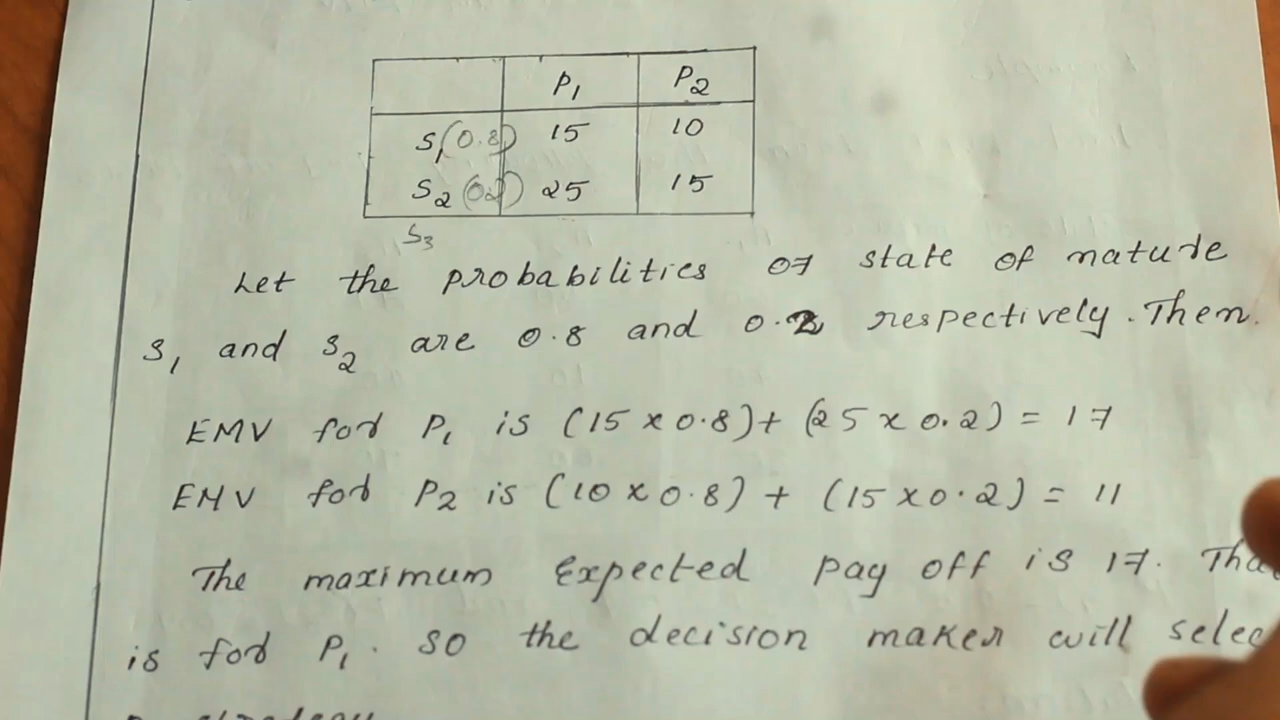 P1 P2
S1(0.8) 15 10
S2(0.2) 25 15
S3
Let the probabilities of state of nature
S1 and S2 are 0.8 and 0.2 respectively. Then.
EMV for P1 is (15 x 0.8) + (25 x 0.2) = 17
EMV for P2 is (10 x 0.8) + (15 x 0.2) = 11
The maximum Expected pay off is 17.
is for P1. So the decision maker will